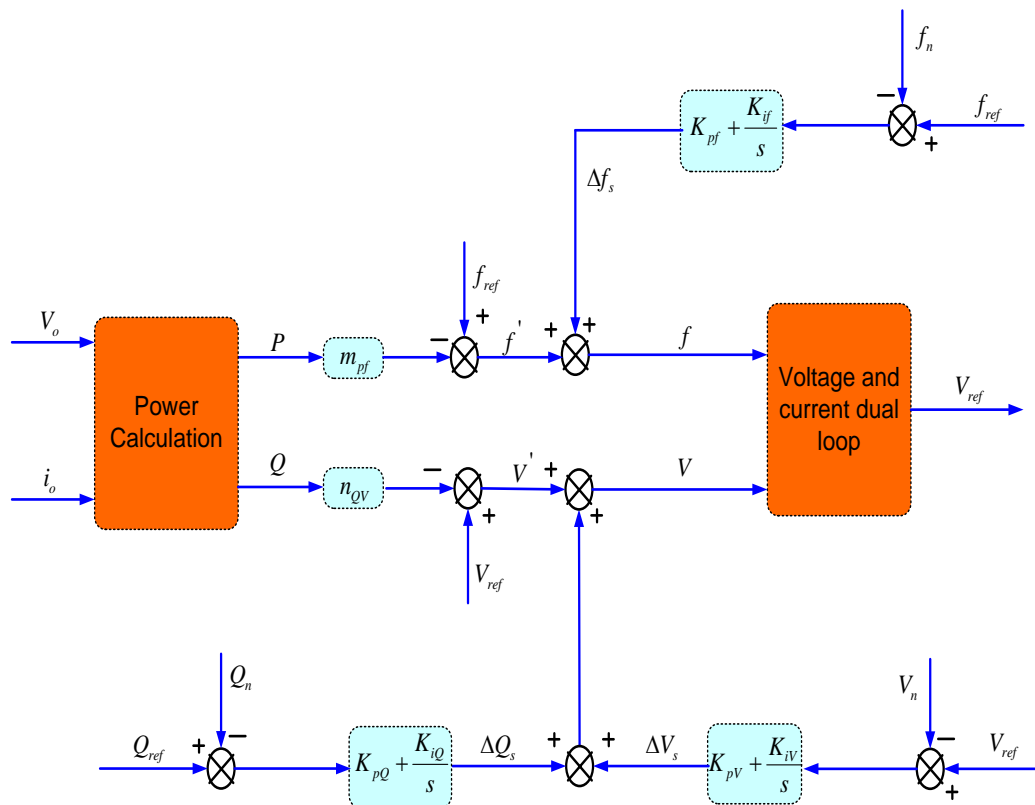 f_n
−
f_ref
+
K_pf + K_if/s
Δf_s
f_ref
+
−
f'
+
+
f
V_o
P
m_pf
Power
Calculation
Voltage and
current dual
loop
V_ref
i_o
Q
n_QV
−
+
V'
+
+
V
V_ref
Q_n
−
Q_ref
+
K_pQ + K_iQ/s
ΔQ_s
+
+
ΔV_s
K_pV + K_iV/s
V_n
−
V_ref
+